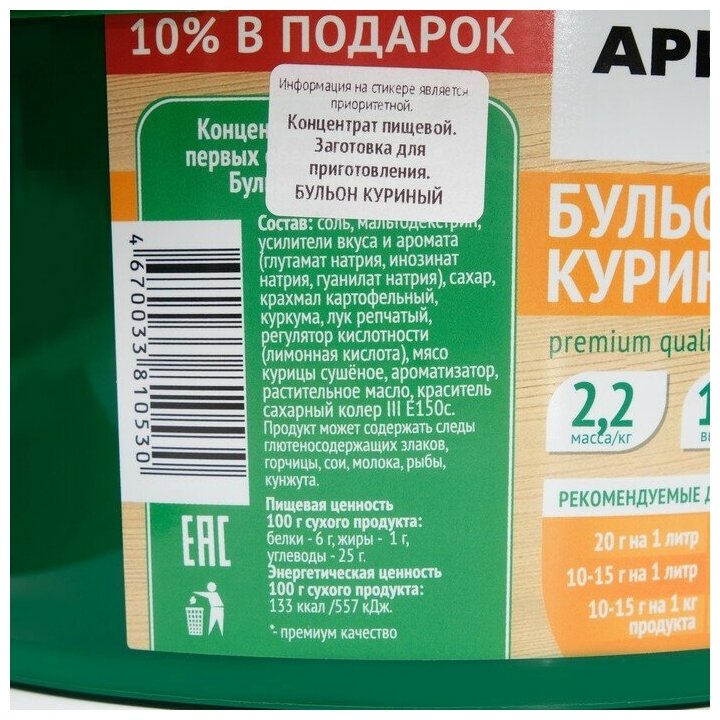 10% В ПОДАРОК
АРИ
Информация на стикере является
приоритетной.
Концентрат пищевой.
Заготовка для
приготовления.
БУЛЬОН КУРИНЫЙ
Концен
первых
Бул
Состав: соль, мальтодекстрин,
усилители вкуса и аромата
(глутамат натрия, инозинат
натрия, гуанилат натрия), сахар,
крахмал картофельный,
куркума, лук репчатый,
регулятор кислотности
(лимонная кислота), мясо
курицы сушёное, ароматизатор,
растительное масло, краситель
сахарный колер III Е150с.
Продукт может содержать следы
глютеносодержащих злаков,
горчицы, сои, молока, рыбы,
кунжута.
Пищевая ценность
100 г сухого продукта:
белки - 6 г, жиры - 1 г,
углеводы - 25 г.
Энергетическая ценность
100 г сухого продукта:
133 ккал /557 кДж.
*- премиум качество
4 670033 810530
EAC
БУЛЬО
КУРИН
premium quali
2,2
масса/кг
РЕКОМЕНДУЕМЫЕ Д
20 г на 1 литр
10-15 г на 1 литр
10-15 г на 1 кг
продукта